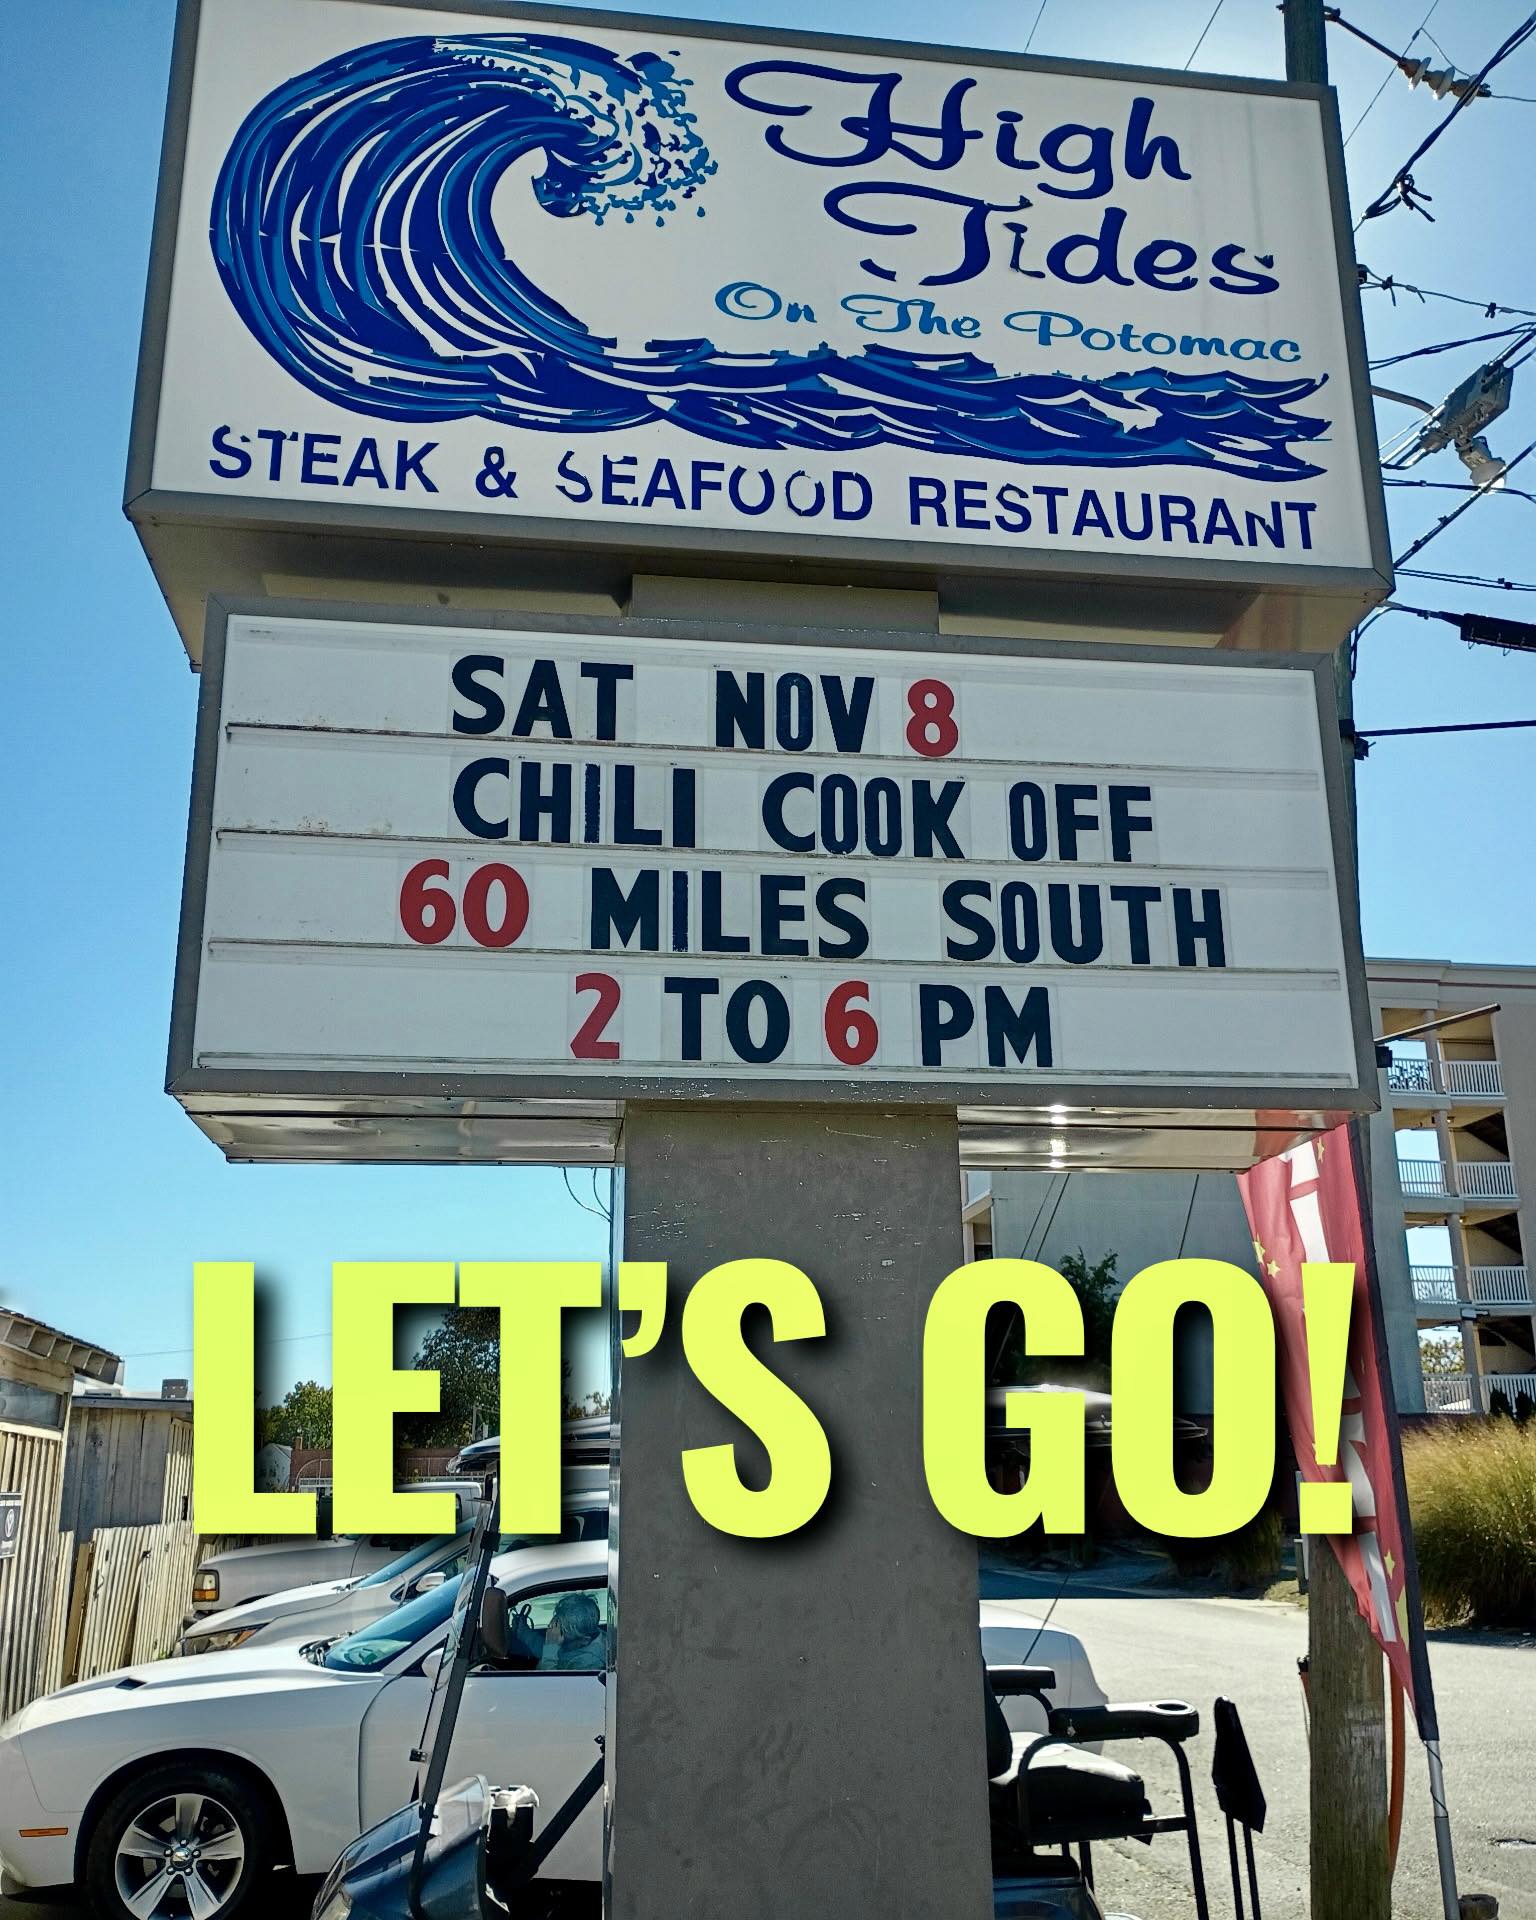 High
Tides
On The Potomac
STEAK & SEAFOOD RESTAURANT
SAT NOV 8
CHILI COOK OFF
60 MILES SOUTH
2 TO 6 PM
LET'S GO!